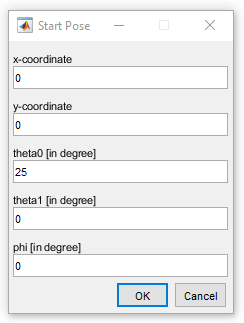 Start Pose
x-coordinate
0
y-coordinate
0
theta0 [in degree]
25
theta1 [in degree]
0
phi [in degree]
0
OK Cancel